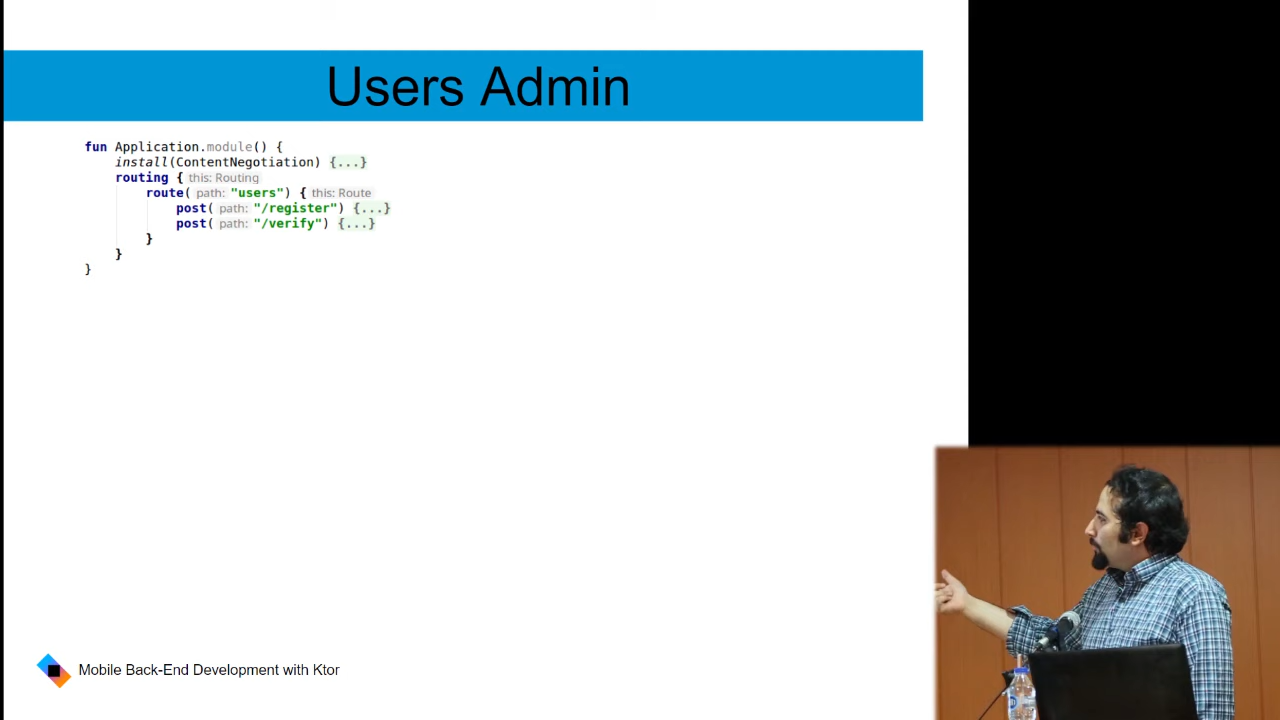 Users Admin
fun Application.module() {
install(ContentNegotiation) {...}
routing { this: Routing
route( path: "users") { this: Route
post( path: "/register") {...}
post( path: "/verify") {...}
}
}
}
Mobile Back-End Development with Ktor